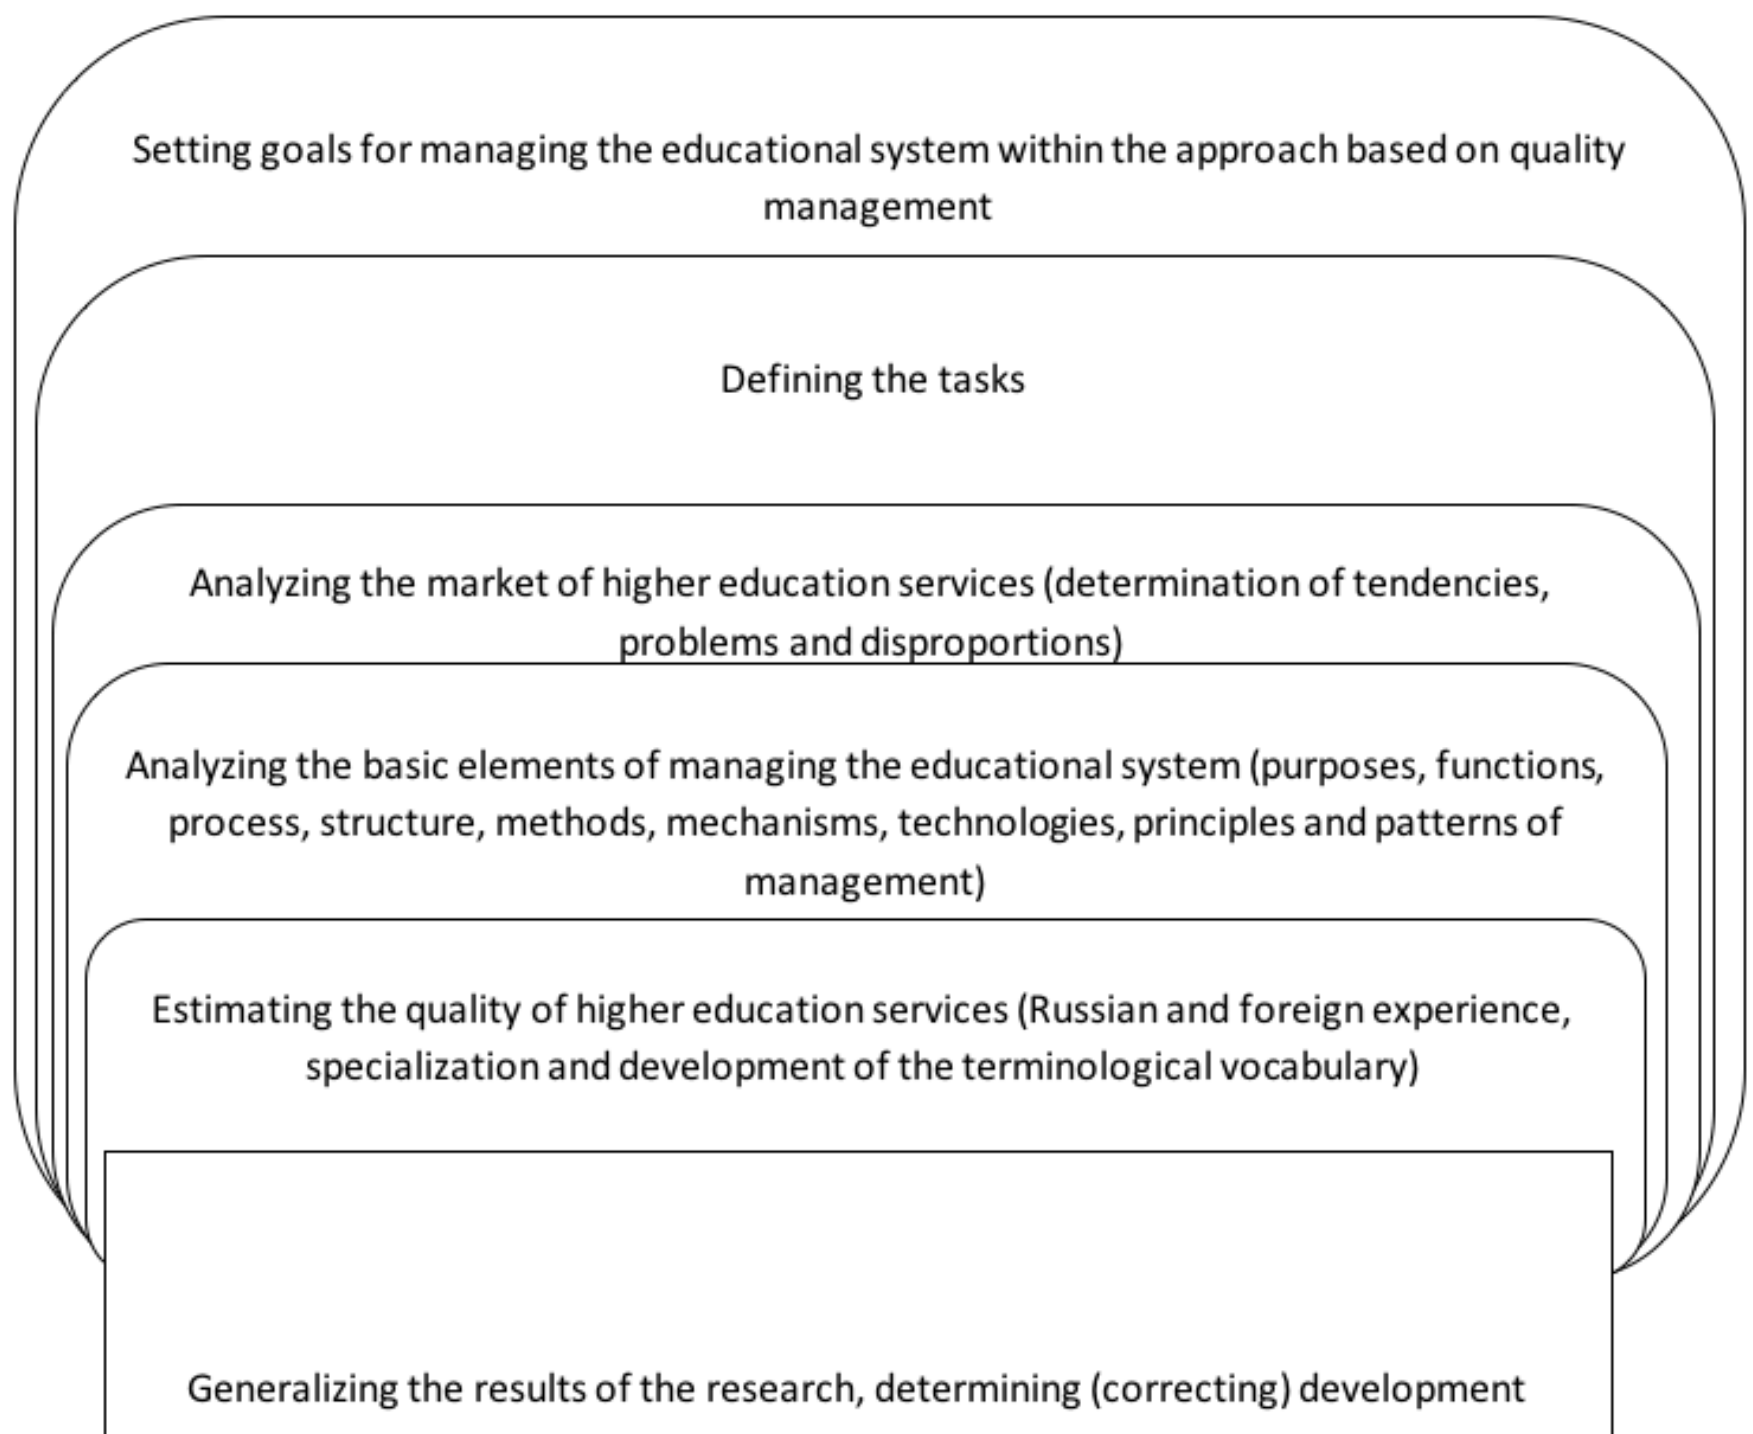 Setting goals for managing the educational system within the approach based on quality
management
Defining the tasks
Analyzing the market of higher education services (determination of tendencies,
problems and disproportions)
Analyzing the basic elements of managing the educational system (purposes, functions,
process, structure, methods, mechanisms, technologies, principles and patterns of
management)
Estimating the quality of higher education services (Russian and foreign experience,
specialization and development of the terminological vocabulary)
Generalizing the results of the research, determining (correcting) development